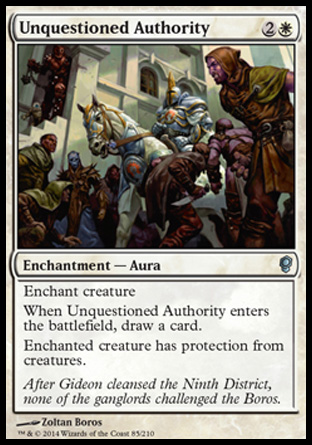 Unquestioned Authority 2
Enchantment — Aura
Enchant creature
When Unquestioned Authority enters
the battlefield, draw a card.
Enchanted creature has protection from
creatures.
After Gideon cleansed the Ninth District,
none of the ganglords challenged the Boros.
Zoltan Boros
™ & © 2014 Wizards of the Coast 85/210